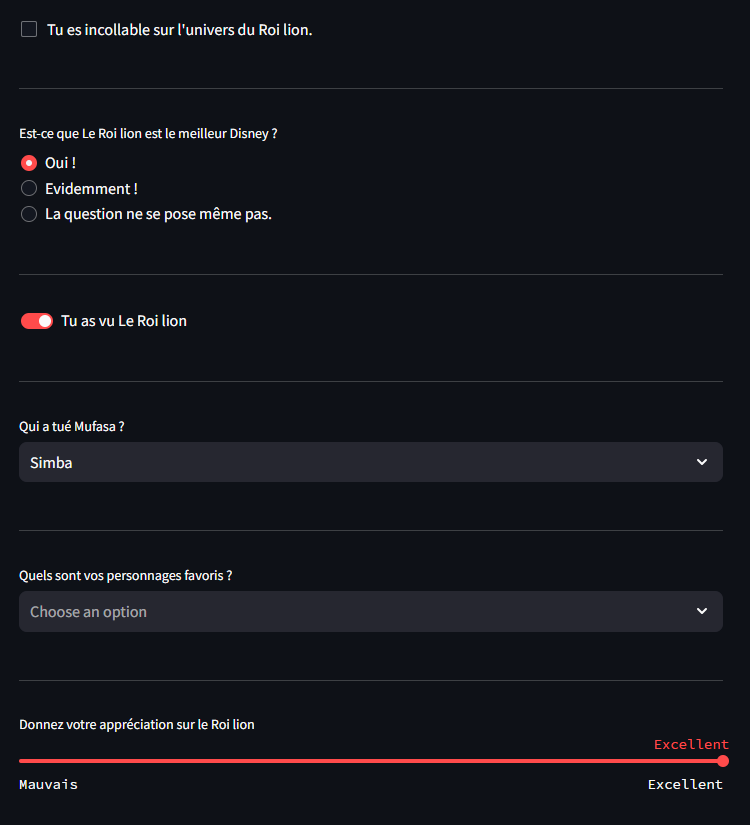 Tu es incollable sur l'univers du Roi lion.
Est-ce que Le Roi lion est le meilleur Disney ?
Oui !
Evidemment !
La question ne se pose même pas.
Tu as vu Le Roi lion
Qui a tué Mufasa ?
Simba
Quels sont vos personnages favoris ?
Choose an option
Donnez votre appréciation sur le Roi lion
Excellent
Mauvais Excellent